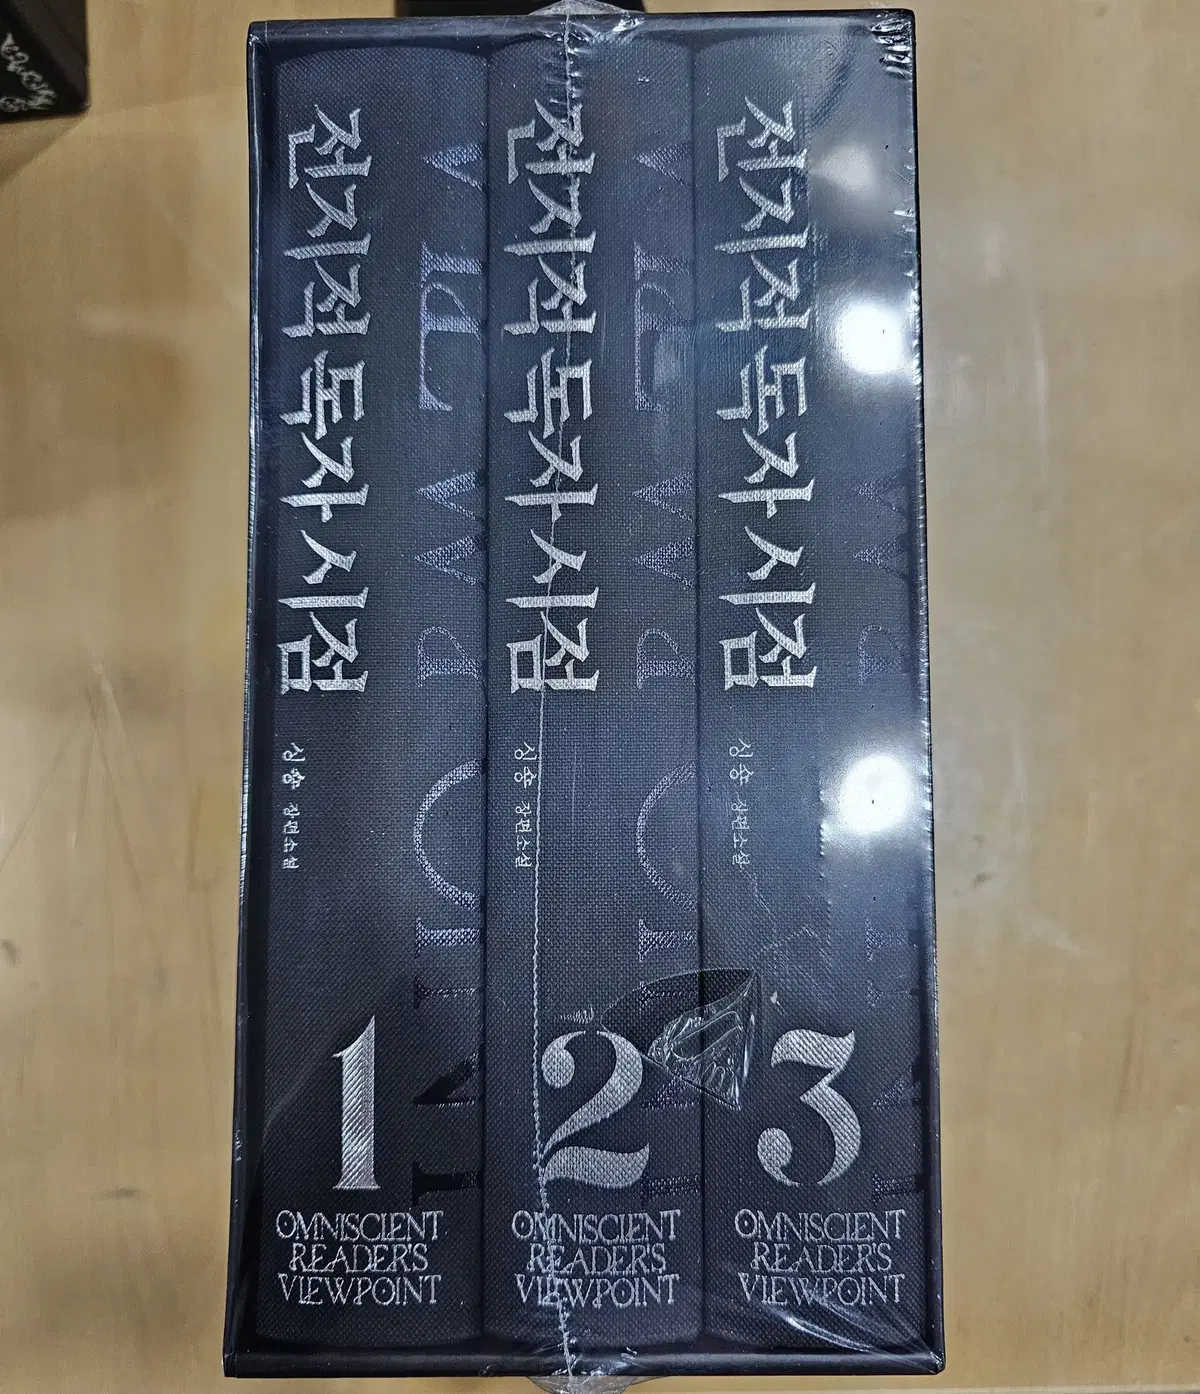 전지적 독자 시점
싱숑 장편소설
1
OMNISCIENT
READER'S
VIEWPOINT
전지적 독자 시점
싱숑 장편소설
2
OMNISCIENT
READER'S
VIEWPOINT
전지적 독자 시점
싱숑 장편소설
3
OMNISCIENT
READER'S
VIEWPOINT